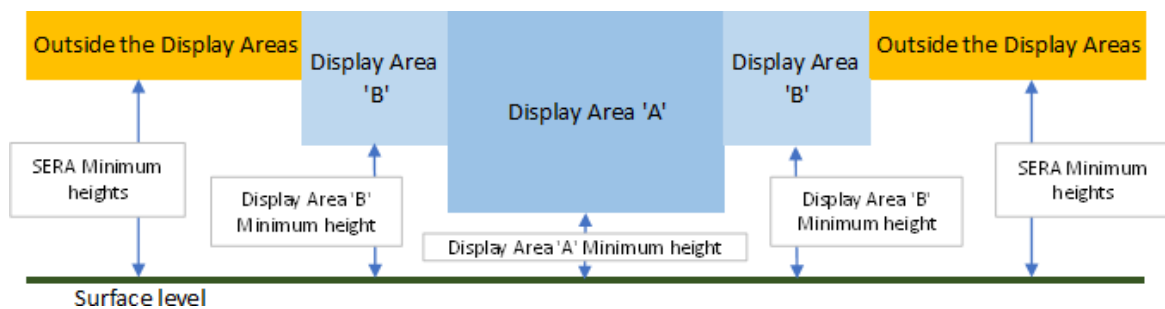 Outside the Display Areas
Display Area
'B'
Display Area 'A'
Display Area
'B'
Outside the Display Areas
SERA Minimum
heights
Display Area 'B'
Minimum height
Display Area 'A' Minimum height
Display Area 'B'
Minimum height
SERA Minimum
heights
Surface level